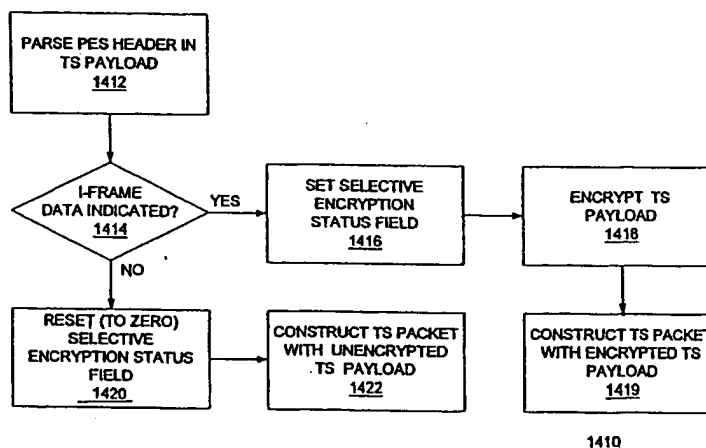 PARSE PES HEADER IN
TS PAYLOAD
1412
I-FRAME
DATA INDICATED?
1414
YES
NO
SET SELECTIVE
ENCRYPTION
STATUS FIELD
1416
ENCRYPT TS
PAYLOAD
1418
RESET (TO ZERO)
SELECTIVE
ENCRYPTION STATUS
FIELD
1420
CONSTRUCT TS PACKET
WITH UNENCRYPTED
TS PAYLOAD
1422
CONSTRUCT TS PACKET
WITH ENCRYPTED TS
PAYLOAD
1419
1410